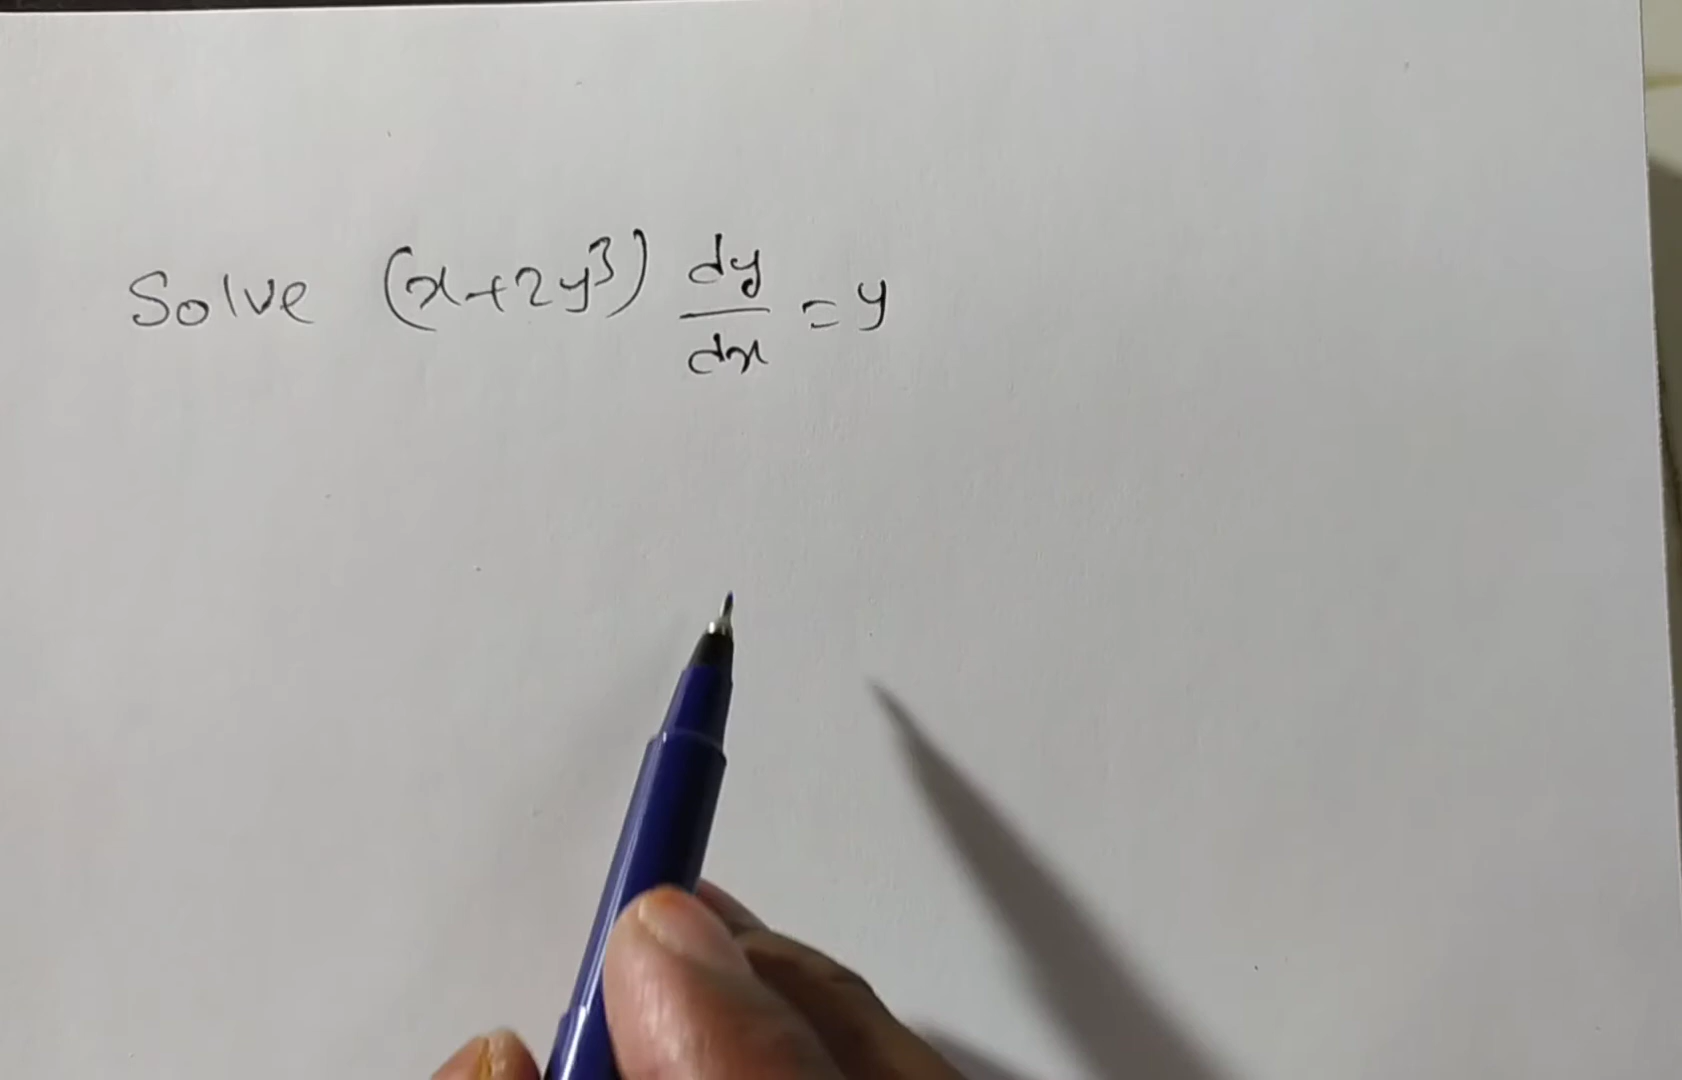 Solve (x+2y³) dy/dx = y